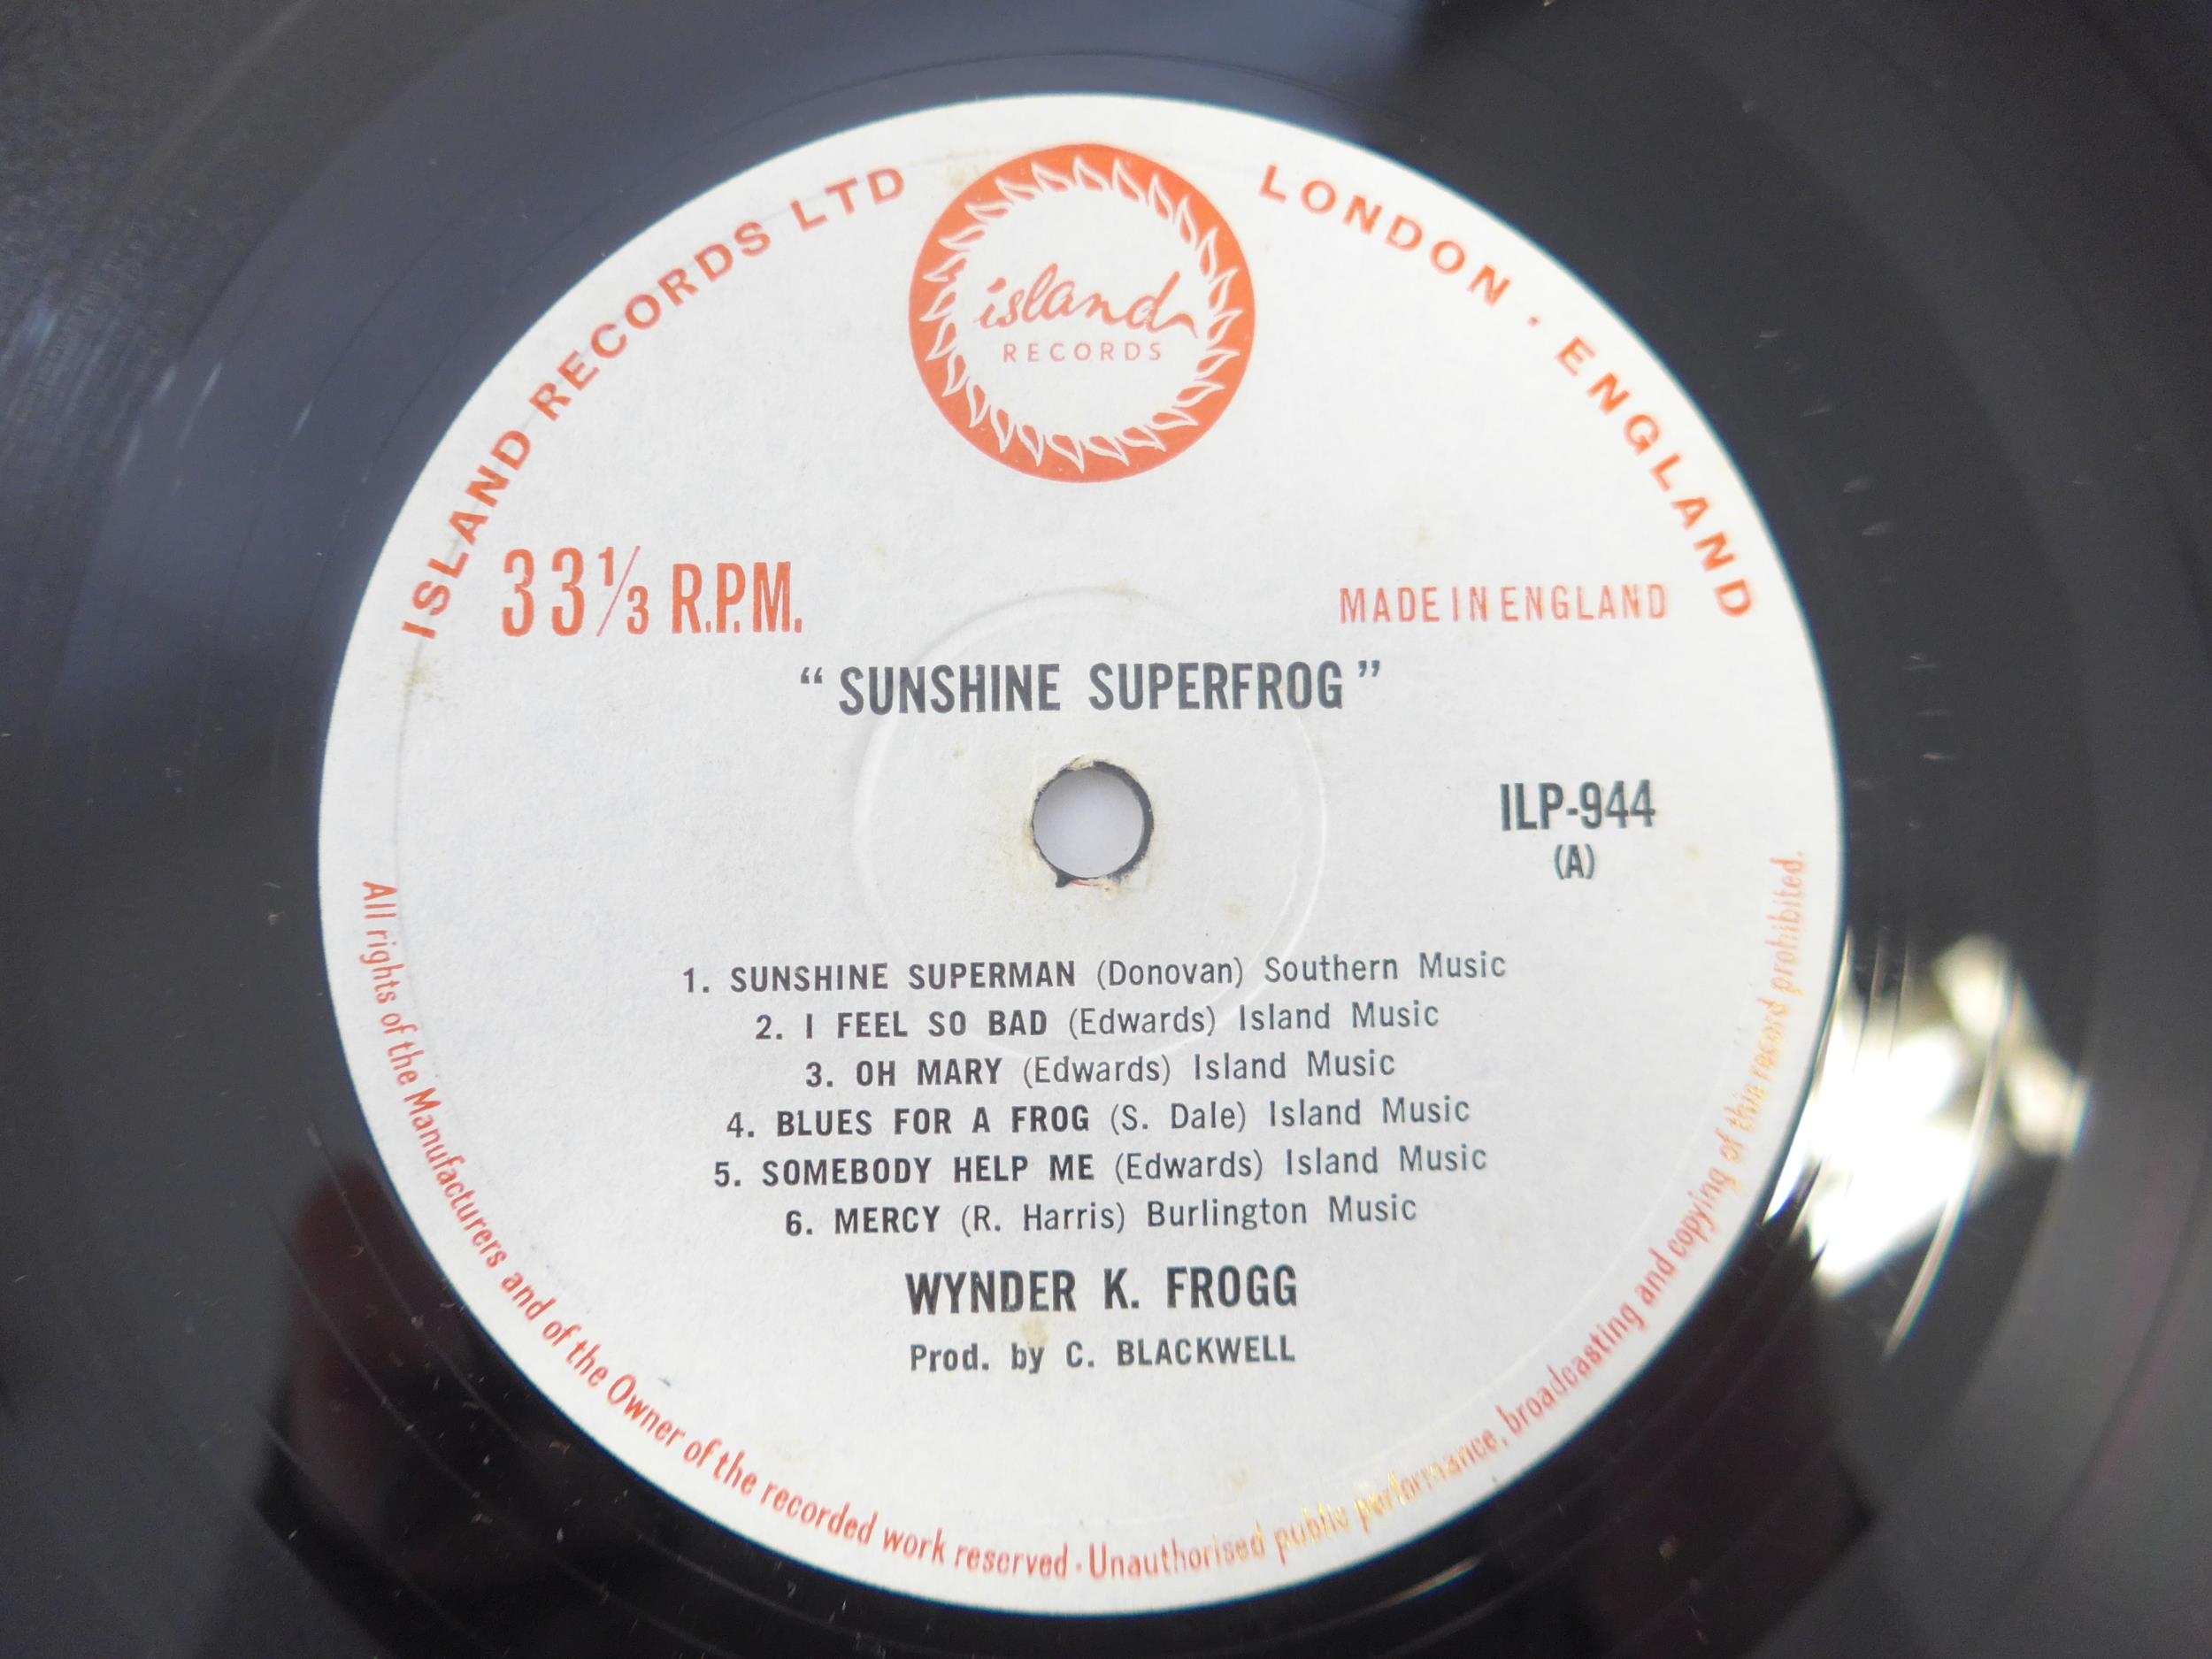 ISLAND RECORDS LTD
LONDON · ENGLAND
island
RECORDS
33 1/3 R.P.M.
MADE IN ENGLAND
“ SUNSHINE SUPERFROG ”
ILP-944
(A)
1. SUNSHINE SUPERMAN (Donovan) Southern Music
2. I FEEL SO BAD (Edwards) Island Music
3. OH MARY (Edwards) Island Music
4. BLUES FOR A FROG (S. Dale) Island Music
5. SOMEBODY HELP ME (Edwards) Island Music
6. MERCY (R. Harris) Burlington Music
WYNDER K. FROGG
Prod. by C. BLACKWELL
All rights of the Manufacturers and of the Owner of the recorded work reserved · Unauthorised public performance, broadcasting and copying of this record prohibited.